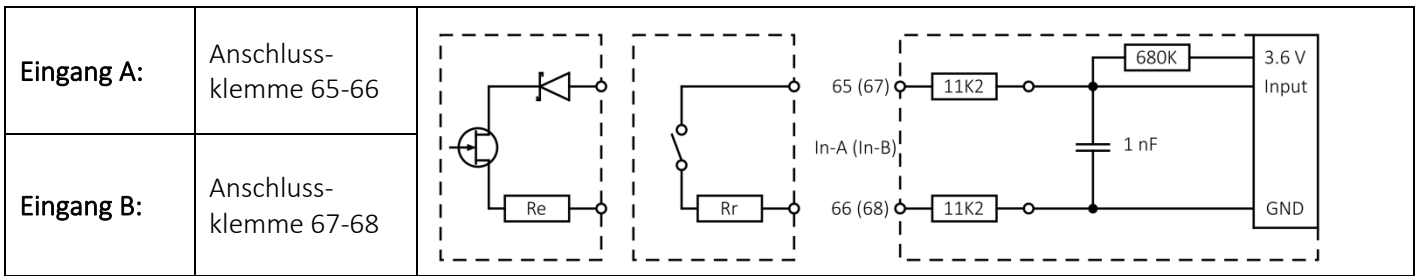 Eingang A:
Anschluss-
klemme 65-66
Eingang B:
Anschluss-
klemme 67-68
Re
Rr
65 (67)
In-A (In-B)
66 (68)
11K2
11K2
680K
1 nF
3.6 V
Input
GND